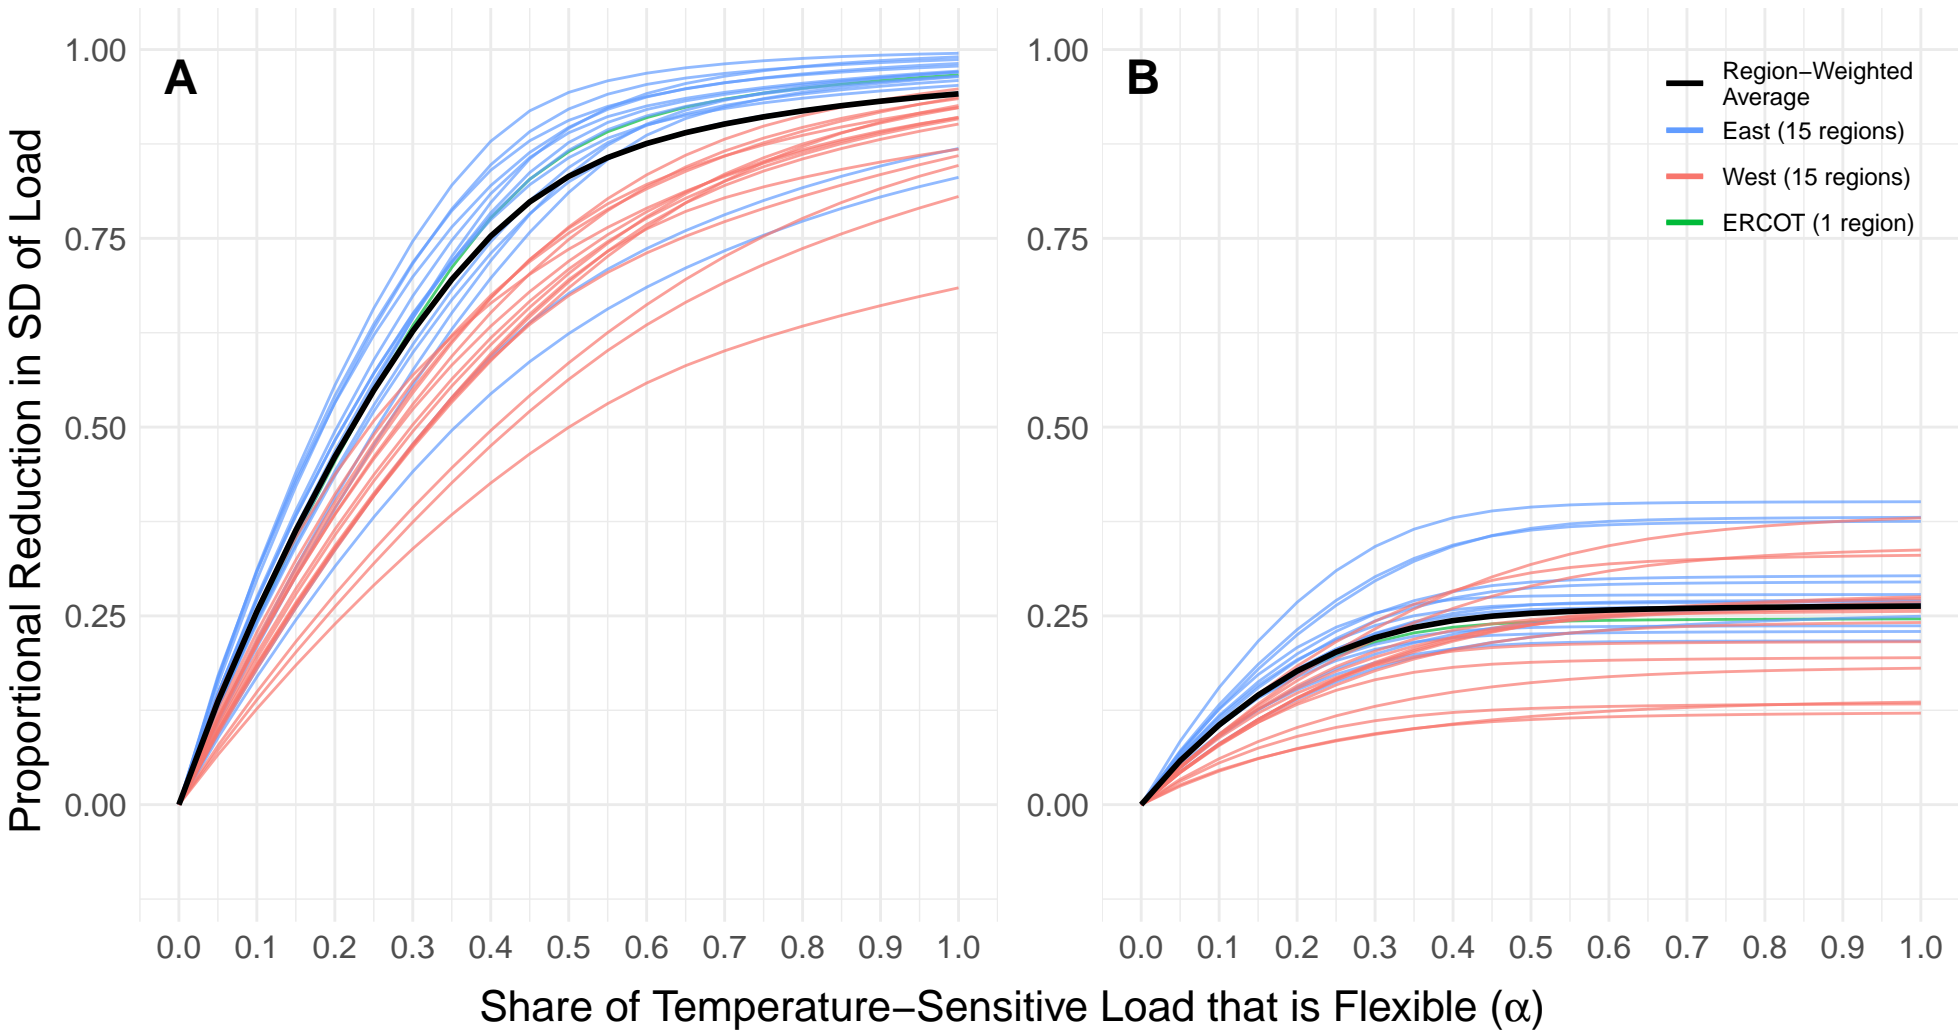 A
B
Proportional Reduction in SD of Load
1.00
0.75
0.50
0.25
0.00
0.0 0.1 0.2 0.3 0.4 0.5 0.6 0.7 0.8 0.9 1.0
1.00
0.75
0.50
0.25
0.00
0.0 0.1 0.2 0.3 0.4 0.5 0.6 0.7 0.8 0.9 1.0
Region−Weighted
Average
East (15 regions)
West (15 regions)
ERCOT (1 region)
Share of Temperature−Sensitive Load that is Flexible (α)